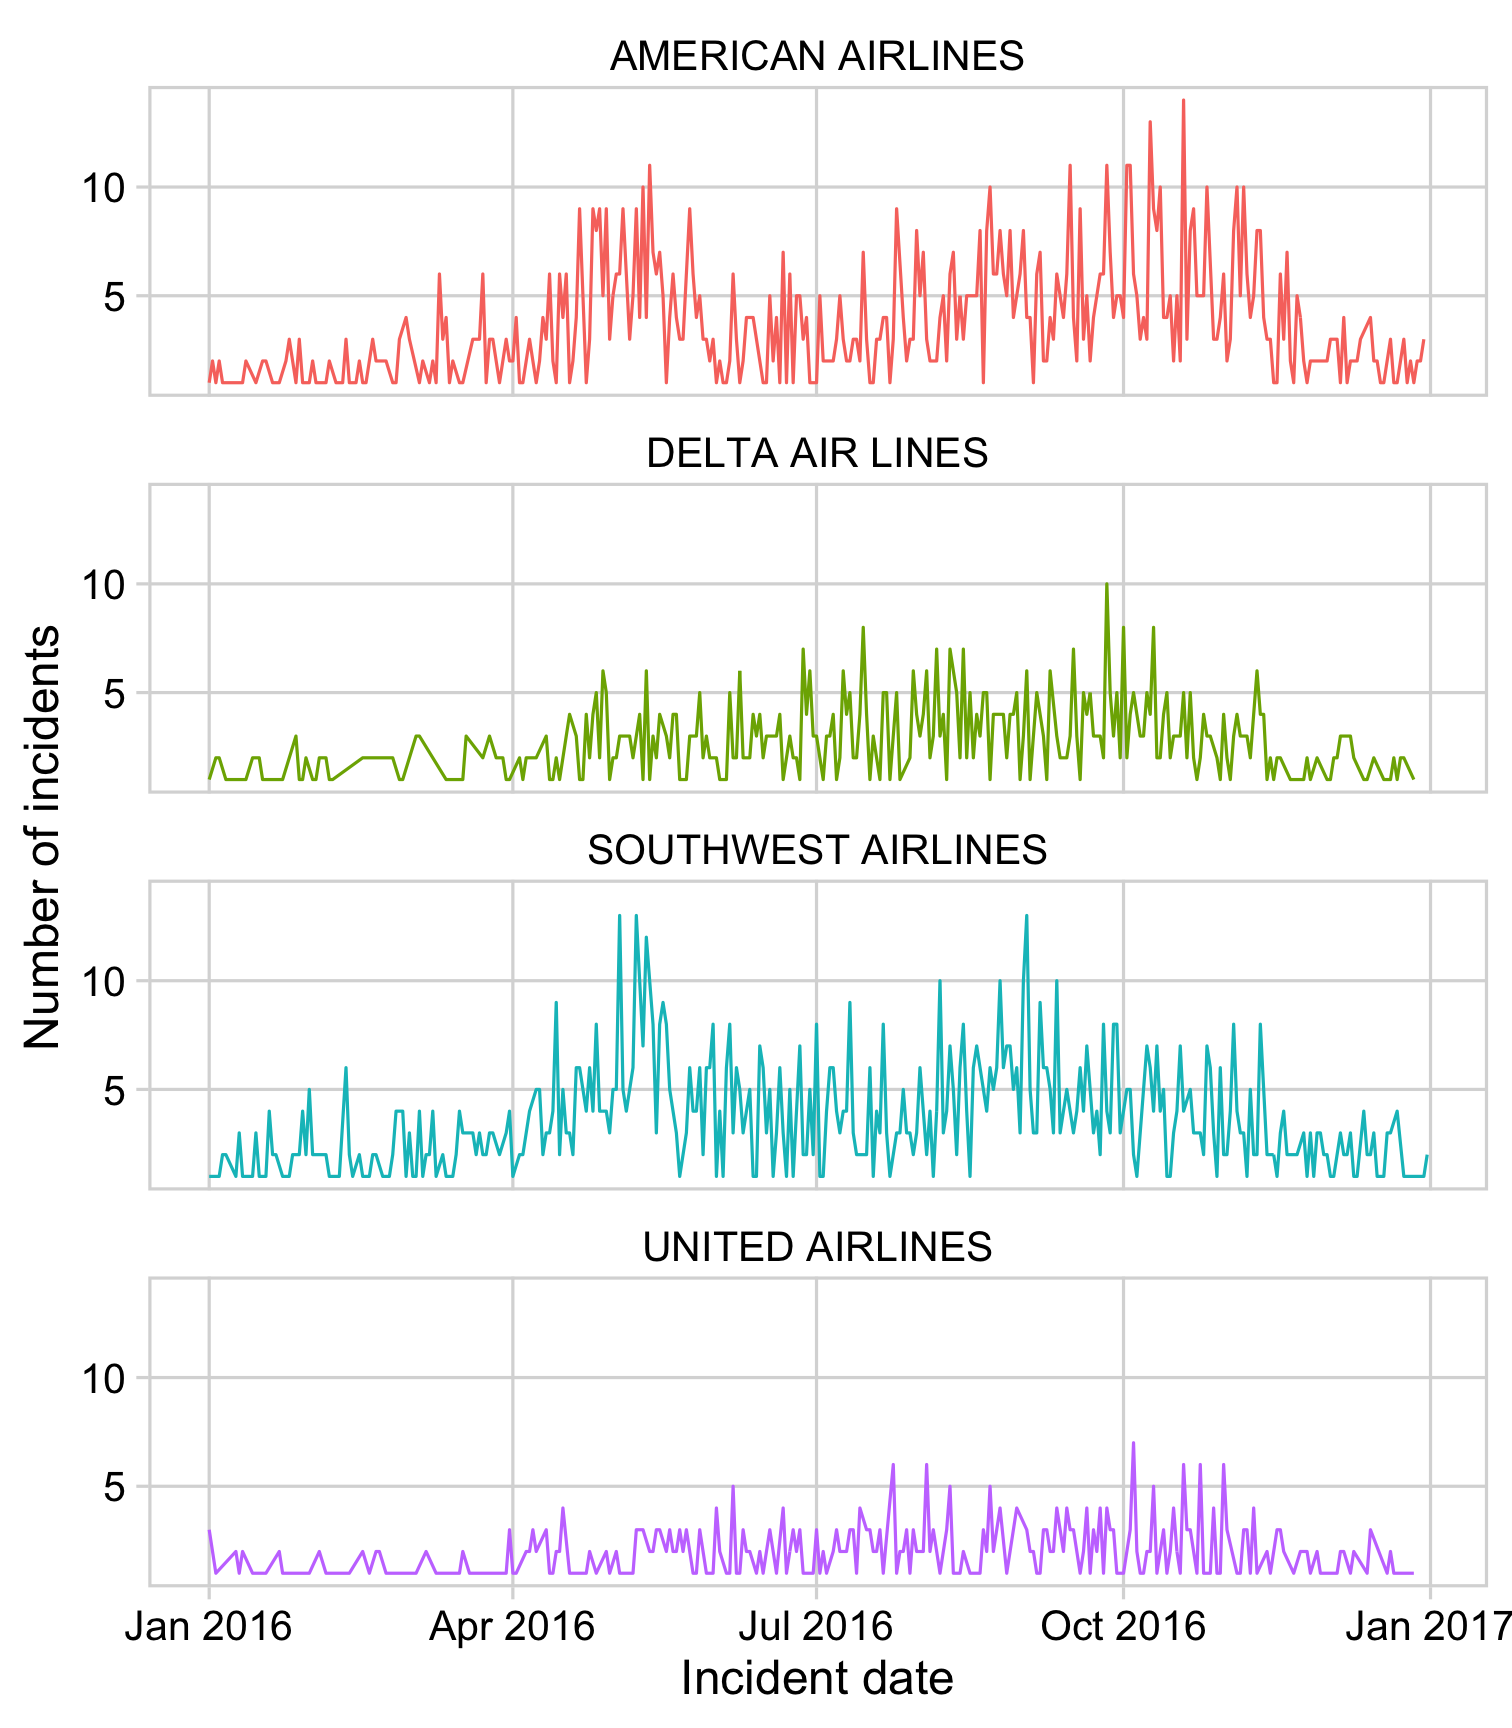 AMERICAN AIRLINES
10
5
DELTA AIR LINES
10
5
SOUTHWEST AIRLINES
10
5
UNITED AIRLINES
10
5
Number of incidents
Jan 2016 Apr 2016 Jul 2016 Oct 2016 Jan 2017
Incident date